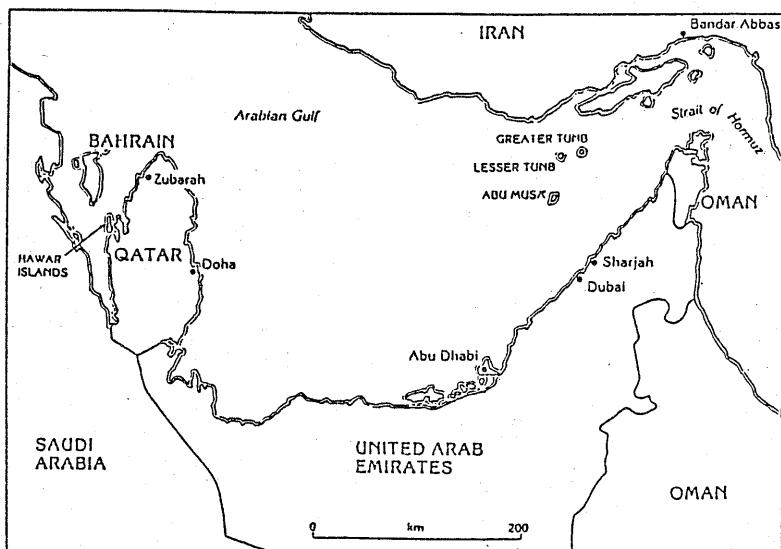 Bandar Abbas
IRAN
Arabian Gulf
Strait of
Hormuz
GREATER TUNB
LESSER TUNB
ABU MUSA
BAHRAIN
Zubarah
OMAN
HAWAR
ISLANDS
QATAR
Doha
Sharjah
Dubai
Abu Dhabi
SAUDI
ARABIA
UNITED ARAB
EMIRATES
OMAN
0
km
200